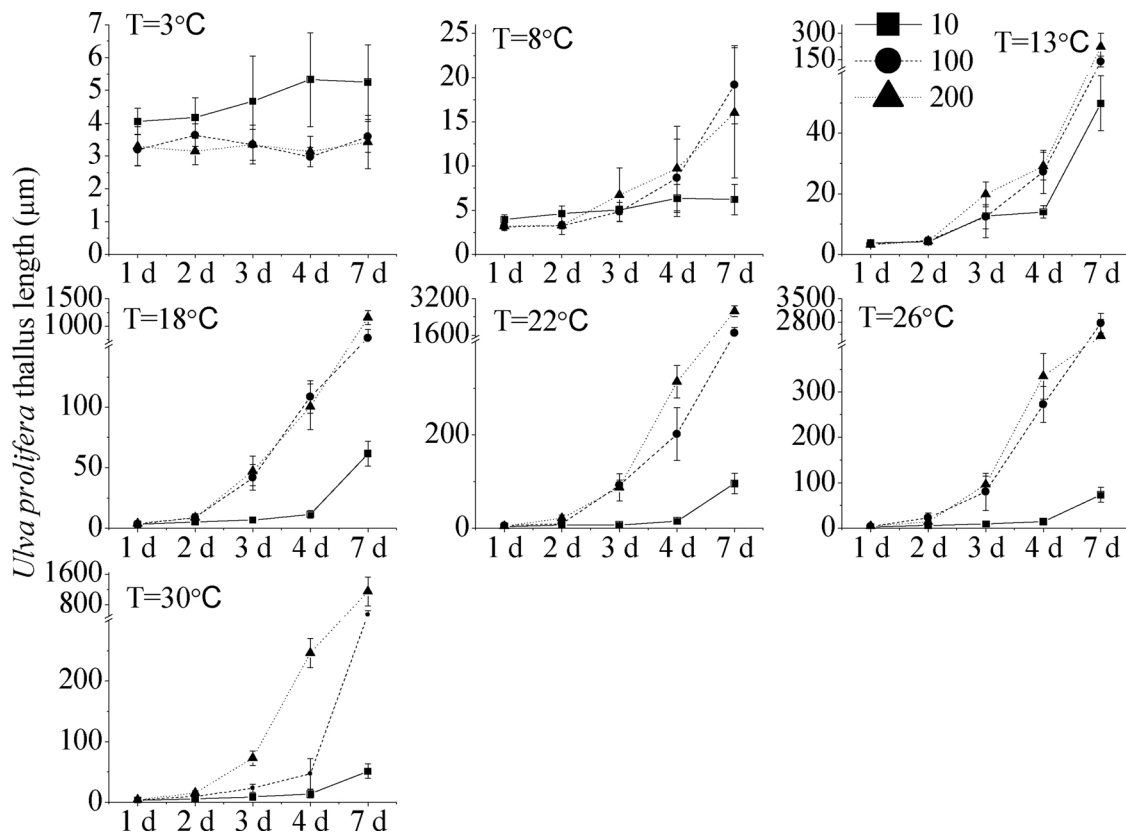 Ulva prolifera thallus length (μm)
T=3°C
7
6
5
4
3
2
1
0
1 d 2 d 3 d 4 d 7 d
T=8°C
25
20
15
10
5
0
1 d 2 d 3 d 4 d 7 d
T=13°C
10
100
200
300
150
40
20
0
1 d 2 d 3 d 4 d 7 d
T=18°C
1500
1000
100
50
0
1 d 2 d 3 d 4 d 7 d
T=22°C
3200
1600
200
0
1 d 2 d 3 d 4 d 7 d
T=26°C
3500
2800
300
200
100
0
1 d 2 d 3 d 4 d 7 d
T=30°C
1600
800
200
100
0
1 d 2 d 3 d 4 d 7 d